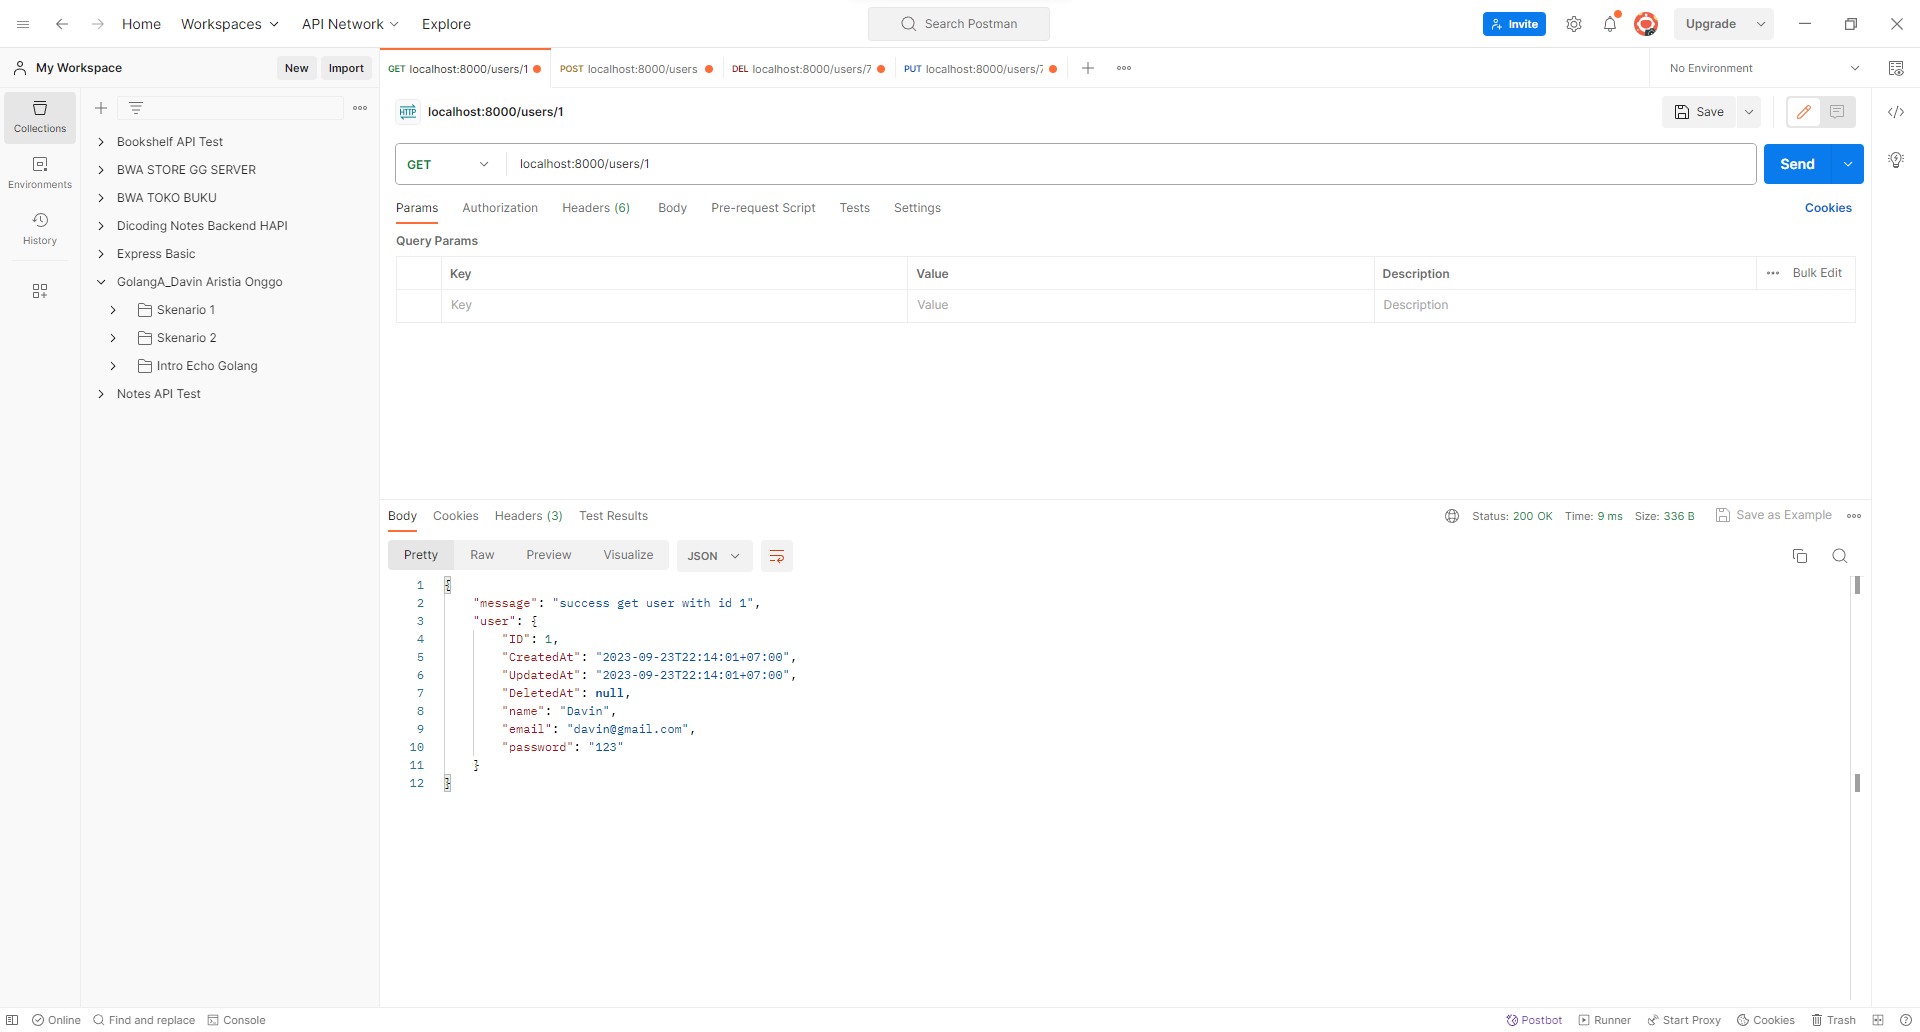 Home Workspaces API Network Explore Search Postman Invite Upgrade
My Workspace New Import GET localhost:8000/users/1 POST localhost:8000/users DEL localhost:8000/users/7 PUT localhost:8000/users/7 No Environment
Collections
Environments
History
Bookshelf API Test
BWA STORE GG SERVER
BWA TOKO BUKU
Dicoding Notes Backend HAPI
Express Basic
GolangA_Davin Aristia Onggo
Skenario 1
Skenario 2
Intro Echo Golang
Notes API Test
HTTP localhost:8000/users/1 Save
GET localhost:8000/users/1 Send
Params Authorization Headers (6) Body Pre-request Script Tests Settings Cookies
Query Params
Key Value Description Bulk Edit
Key Value Description
Body Cookies Headers (3) Test Results Status: 200 OK Time: 9 ms Size: 336 B Save as Example
Pretty Raw Preview Visualize JSON
1 {
2 "message": "success get user with id 1",
3 "user": {
4 "ID": 1,
5 "CreatedAt": "2023-09-23T22:14:01+07:00",
6 "UpdatedAt": "2023-09-23T22:14:01+07:00",
7 "DeletedAt": null,
8 "name": "Davin",
9 "email": "davin@gmail.com",
10 "password": "123"
11 }
12 }
Online Find and replace Console Postbot Runner Start Proxy Cookies Trash